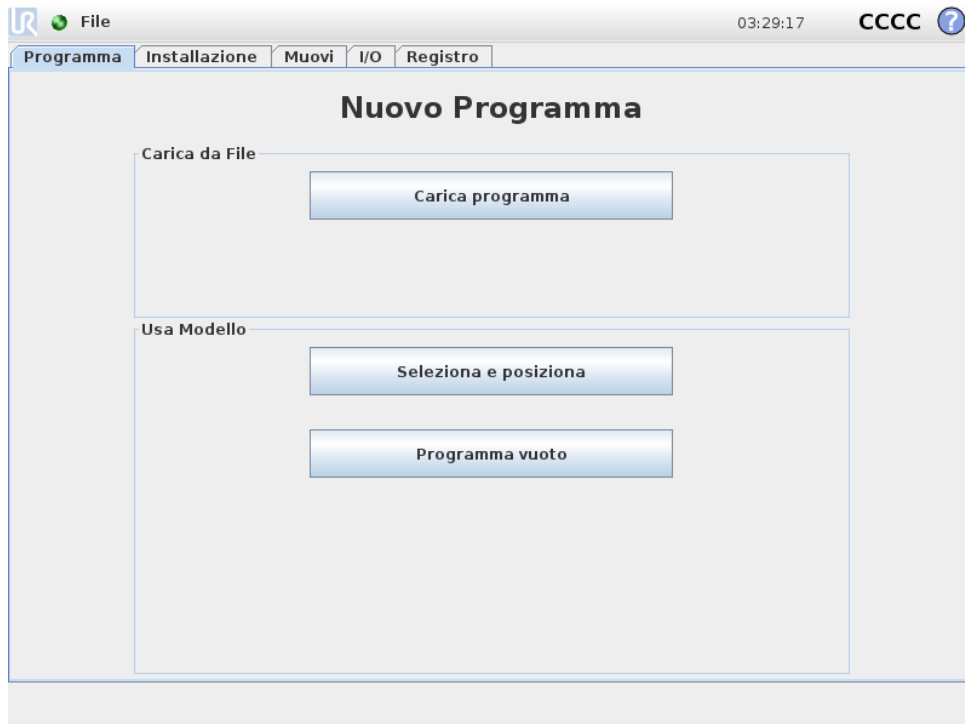 UR File 03:29:17 CCCC ?
Programma Installazione Muovi I/O Registro
Nuovo Programma
Carica da File
Carica programma
Usa Modello
Seleziona e posiziona
Programma vuoto